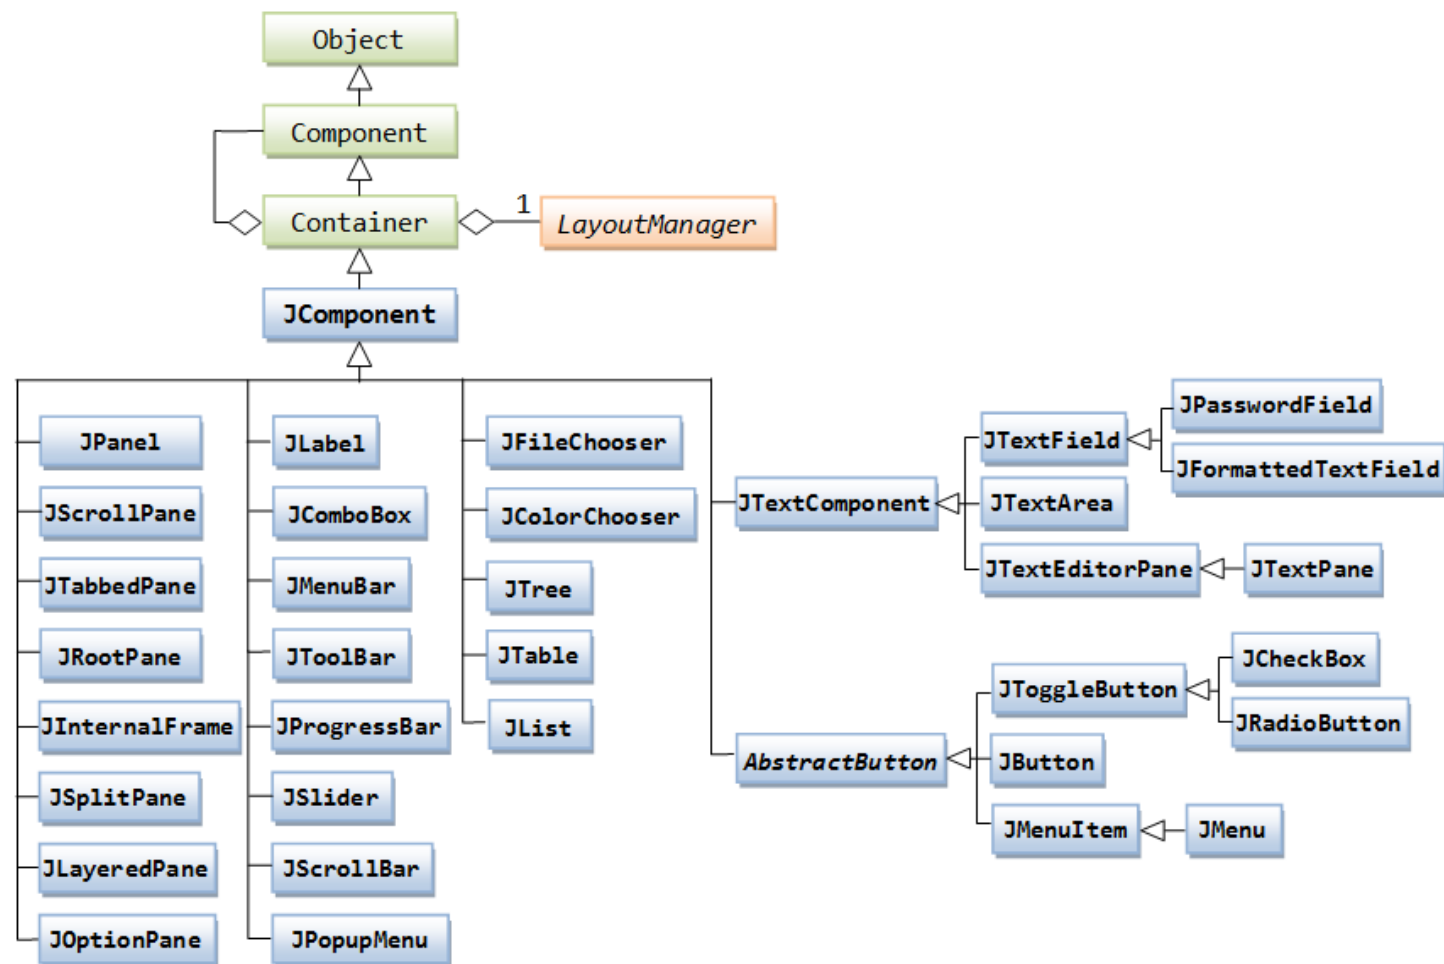 Object
Component
Container
1
LayoutManager
JComponent
JPanel
JScrollPane
JTabbedPane
JRootPane
JInternalFrame
JSplitPane
JLayeredPane
JOptionPane
JLabel
JComboBox
JMenuBar
JToolBar
JProgressBar
JSlider
JScrollBar
JPopupMenu
JFileChooser
JColorChooser
JTree
JTable
JList
JTextComponent
JTextField
JPasswordField
JFormattedTextField
JTextArea
JTextEditorPane
JTextPane
AbstractButton
JToggleButton
JCheckBox
JRadioButton
JButton
JMenuItem
JMenu